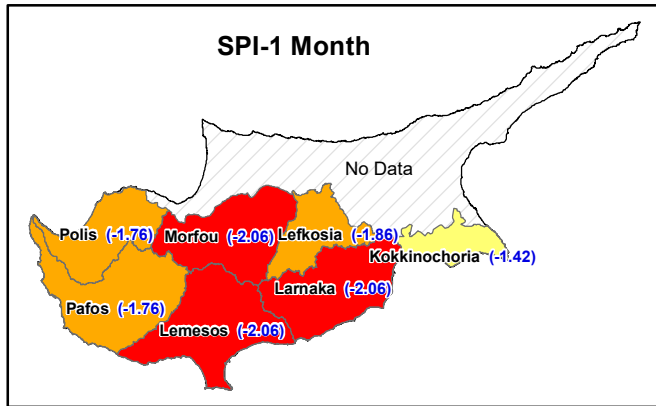 SPI-1 Month
No Data
Polis (-1.76)
Morfou (-2.06)
Lefkosia (-1.86)
Kokkinochoria (-1.42)
Pafos (-1.76)
Larnaka (-2.06)
Lemesos (-2.06)